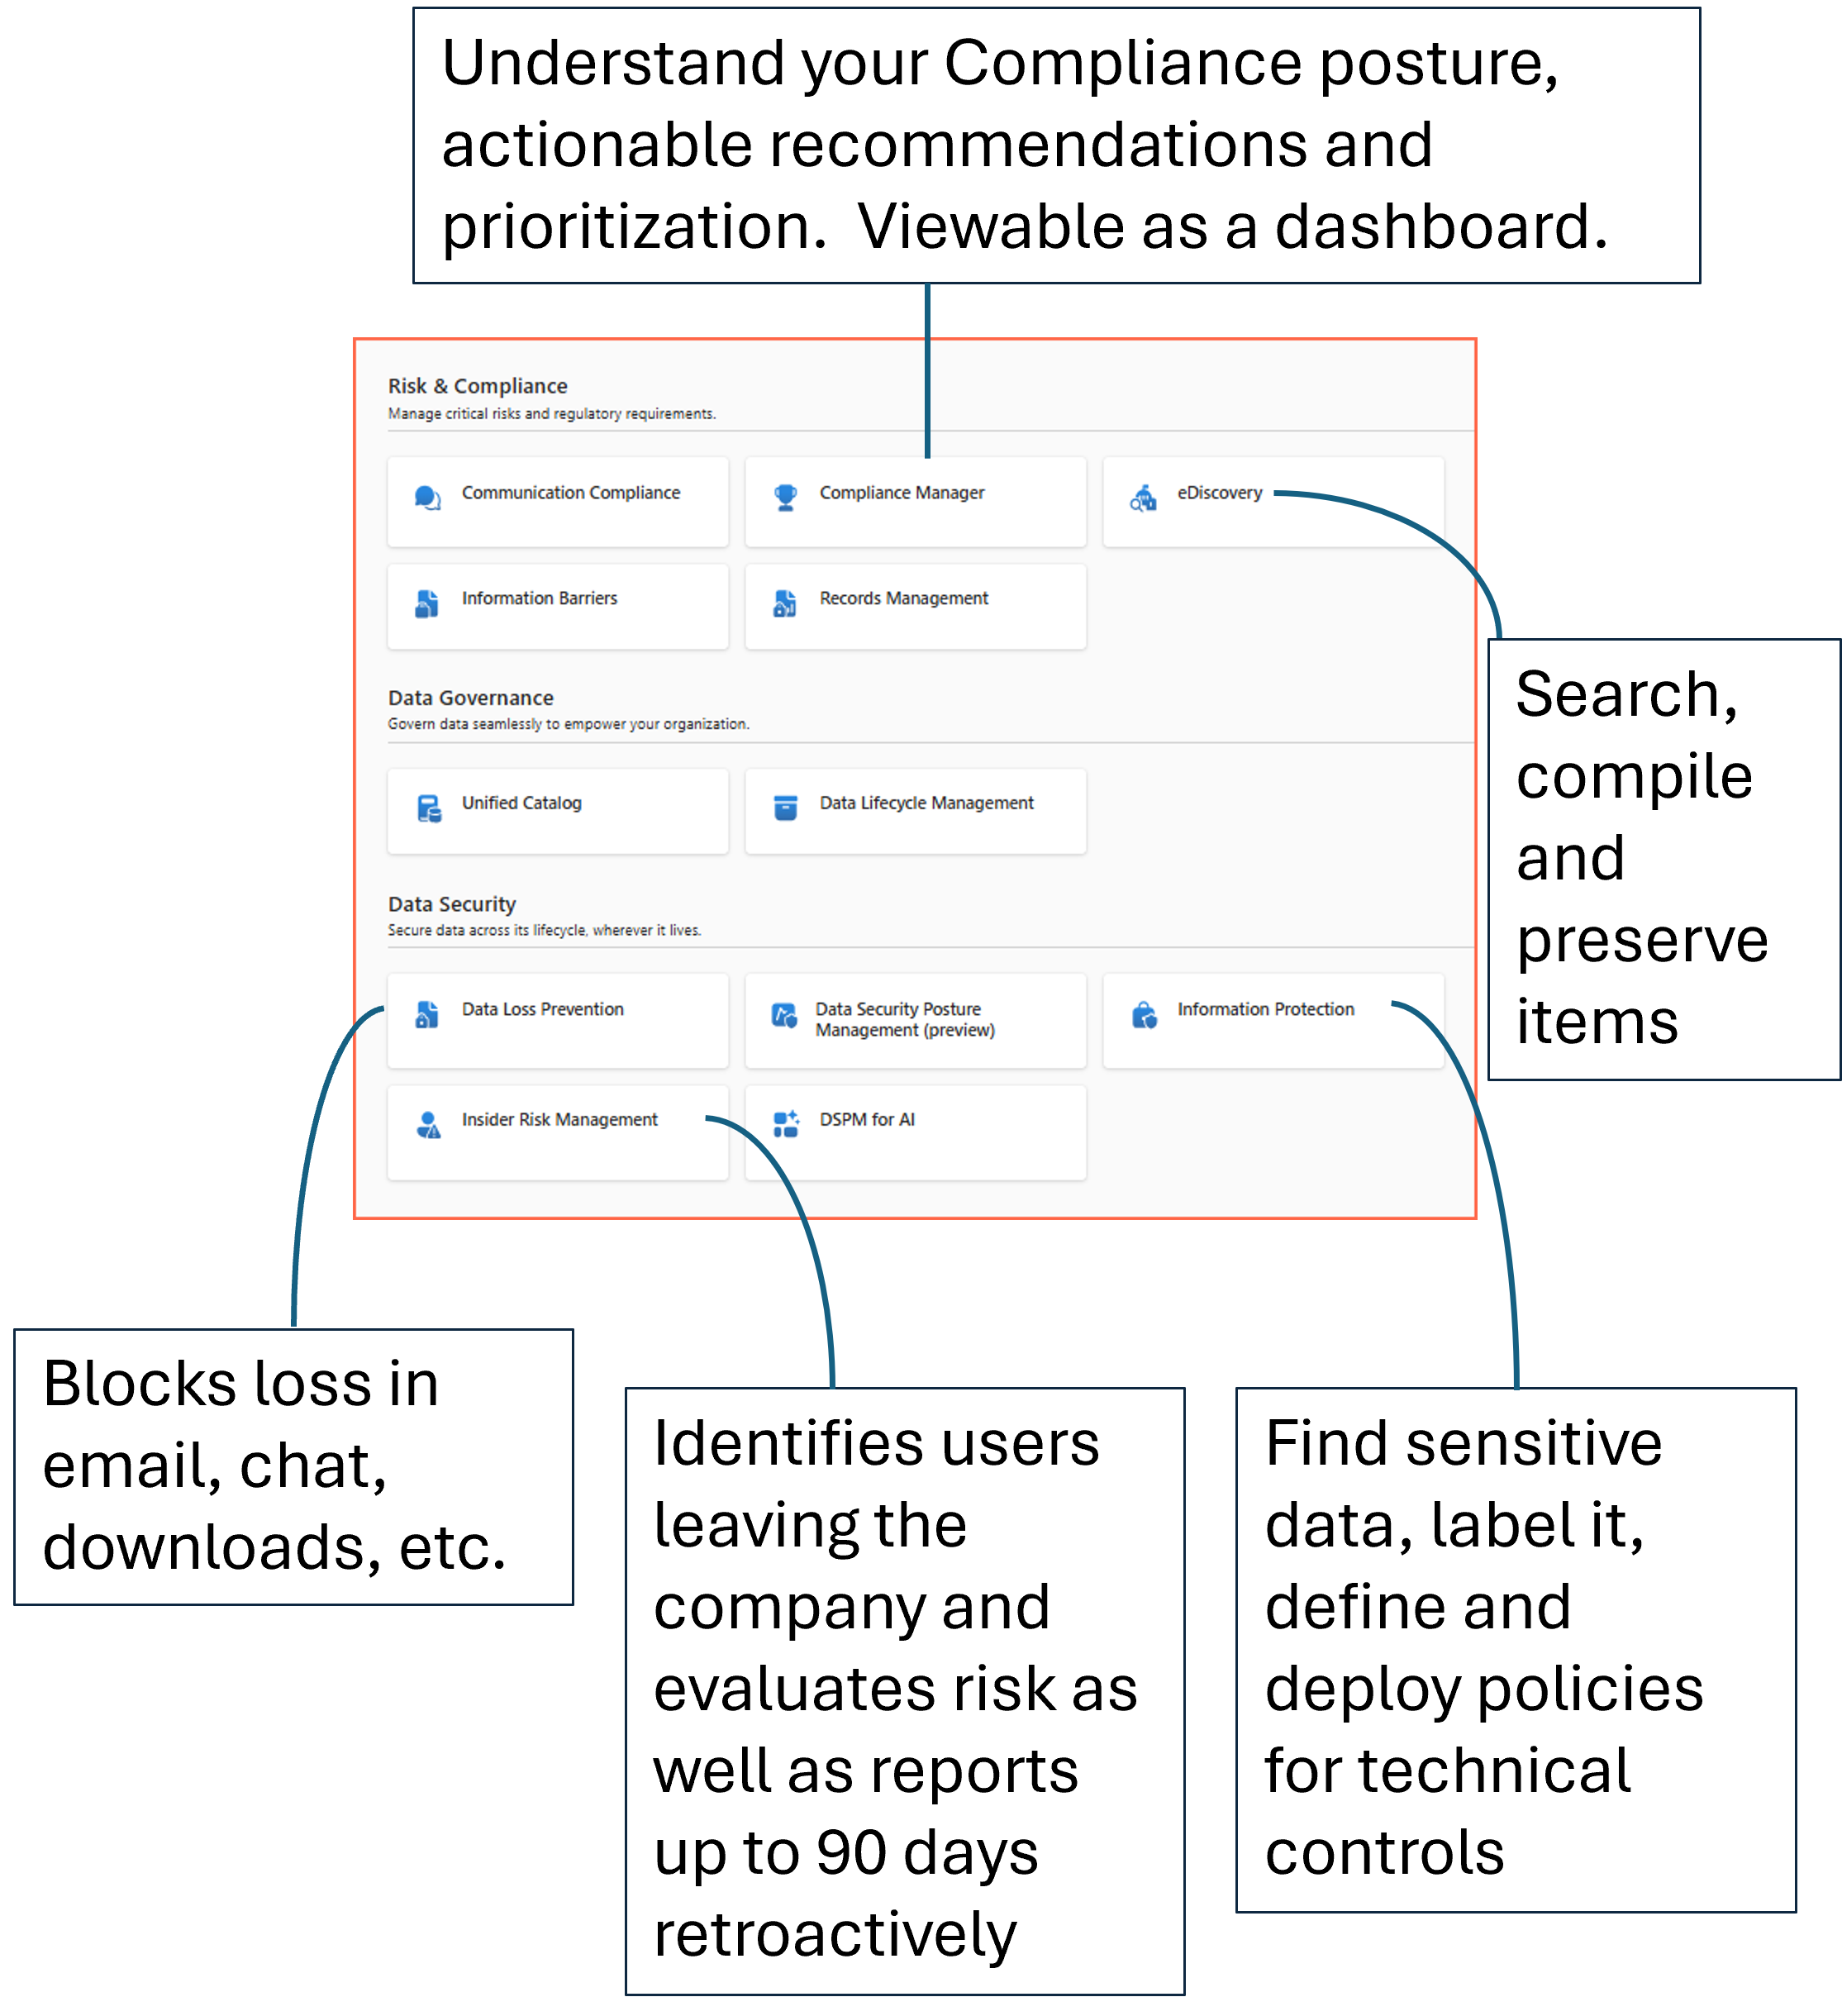 Understand your Compliance posture,
actionable recommendations and
prioritization.  Viewable as a dashboard.
Risk & Compliance
Manage critical risks and regulatory requirements.
Communication Compliance
Compliance Manager
eDiscovery
Information Barriers
Records Management
Data Governance
Govern data seamlessly to empower your organization.
Unified Catalog
Data Lifecycle Management
Data Security
Secure data across its lifecycle, wherever it lives.
Data Loss Prevention
Data Security Posture
Management (preview)
Information Protection
Insider Risk Management
DSPM for AI
Search,
compile
and
preserve
items
Blocks loss in
email, chat,
downloads, etc.
Identifies users
leaving the
company and
evaluates risk as
well as reports
up to 90 days
retroactively
Find sensitive
data, label it,
define and
deploy policies
for technical
controls